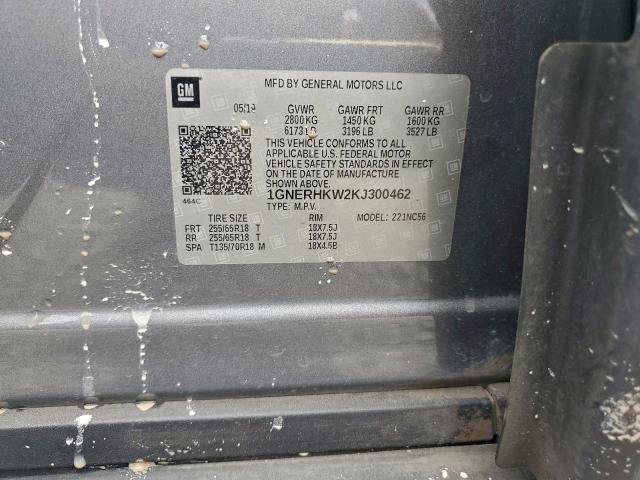 GM
MFD BY GENERAL MOTORS LLC
05/19 GVWR GAWR FRT GAWR RR
2800 KG 1450 KG 1600 KG
6173 LB 3196 LB 3527 LB
THIS VEHICLE CONFORMS TO ALL
APPLICABLE U.S. FEDERAL MOTOR
VEHICLE SAFETY STANDARDS IN EFFECT
ON THE DATE OF MANUFACTURE
SHOWN ABOVE.
464C 1GNERHKW2KJ300462
TYPE: M.P.V.
TIRE SIZE RIM MODEL: 221NC56
FRT 255/65R18 T 18X7.5J
RR 255/65R18 T 18X7.5J
SPA T135/70R18 M 18X4.5B